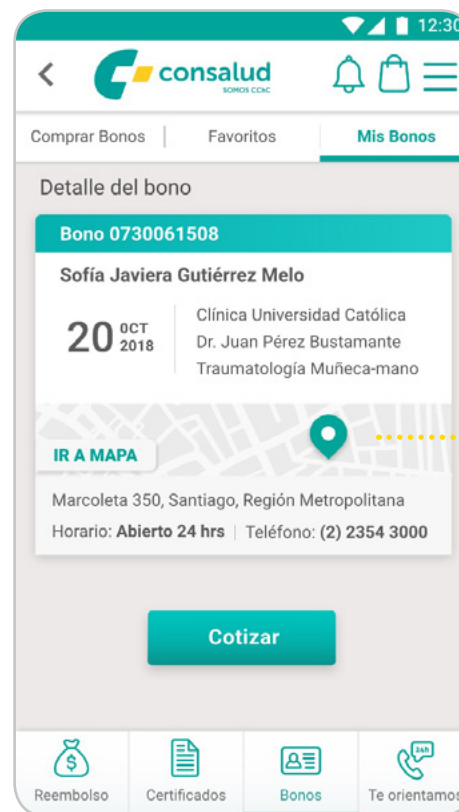 12:30
consalud
SOMOS CChC
Comprar Bonos | Favoritos Mis Bonos
Detalle del bono
Bono 0730061508
Sofía Javiera Gutiérrez Melo
20 OCT 2018
Clínica Universidad Católica
Dr. Juan Pérez Bustamante
Traumatología Muñeca-mano
IR A MAPA
Marcoleta 350, Santiago, Región Metropolitana
Horario: Abierto 24 hrs | Teléfono: (2) 2354 3000
Cotizar
$ 24h
Reembolso Certificados Bonos Te orientamos